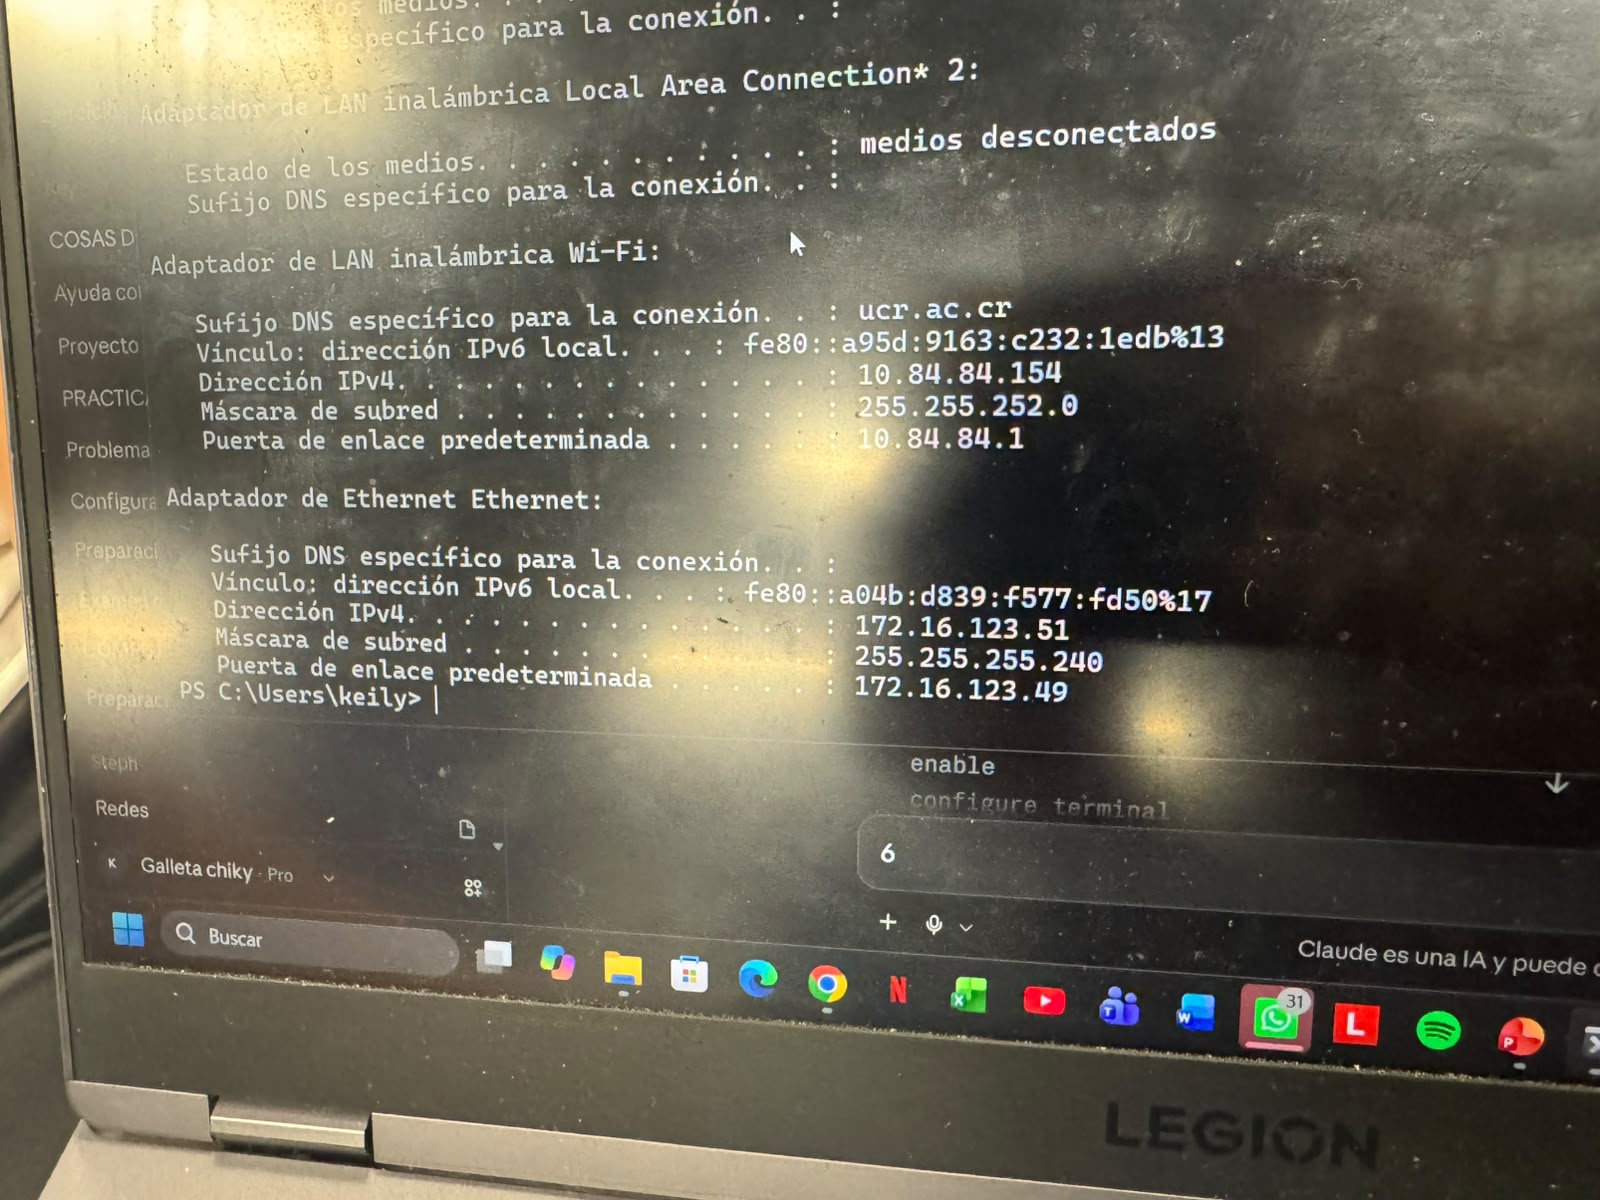 los medios. . .
específico para la conexión. . :
Adaptador de LAN inalámbrica Local Area Connection* 2:
Estado de los medios. . . . . . . . . . . : medios desconectados
Sufijo DNS específico para la conexión. . :
COSAS D
Adaptador de LAN inalámbrica Wi-Fi:
Ayuda co
Sufijo DNS específico para la conexión. . : ucr.ac.cr
Proyecto
Vínculo: dirección IPv6 local. . . : fe80::a95d:9163:c232:1edb%13
Dirección IPv4. . . . . . . . . . . . . . : 10.84.84.154
PRACTIC
Máscara de subred . . . . . . . . . . . . : 255.255.252.0
Problema
Puerta de enlace predeterminada . . . . . : 10.84.84.1
Configura
Adaptador de Ethernet Ethernet:
Preparaci
Sufijo DNS específico para la conexión. . :
Vínculo: dirección IPv6 local. . . : fe80::a04b:d839:f577:fd50%17
Dirección IPv4. . . . . . . . . . . . . . : 172.16.123.51
Máscara de subred . . . . . . . . . . . . : 255.255.255.240
Puerta de enlace predeterminada . . . . . : 172.16.123.49
Preparaci
PS C:\Users\keily>
Steph
enable
Redes
configure terminal
6
K Galleta chiky · Pro
Buscar
Claude es una IA y puede
31
LEGION